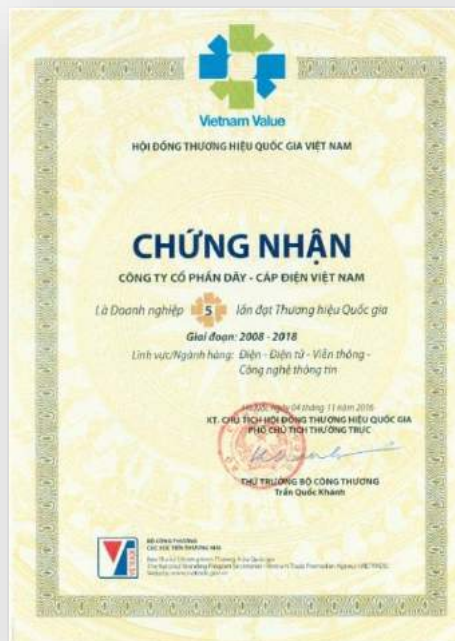 Vietnam Value
HỘI ĐỒNG THƯƠNG HIỆU QUỐC GIA VIỆT NAM
CHỨNG NHẬN
CÔNG TY CỔ PHẦN DÂY - CÁP ĐIỆN VIỆT NAM
Là Doanh nghiệp 5 lần đạt Thương hiệu Quốc gia
Giai đoạn: 2008 - 2018
Lĩnh vực/Ngành hàng: Điện - Điện tử - Viễn thông -
Công nghệ thông tin
Hà Nội, ngày 04 tháng 11 năm 2016
KT. CHỦ TỊCH HỘI ĐỒNG THƯƠNG HIỆU QUỐC GIA
PHÓ CHỦ TỊCH THƯỜNG TRỰC
THỨ TRƯỞNG BỘ CÔNG THƯƠNG
Trần Quốc Khánh
BỘ CÔNG THƯƠNG
CỤC XÚC TIẾN THƯƠNG MẠI